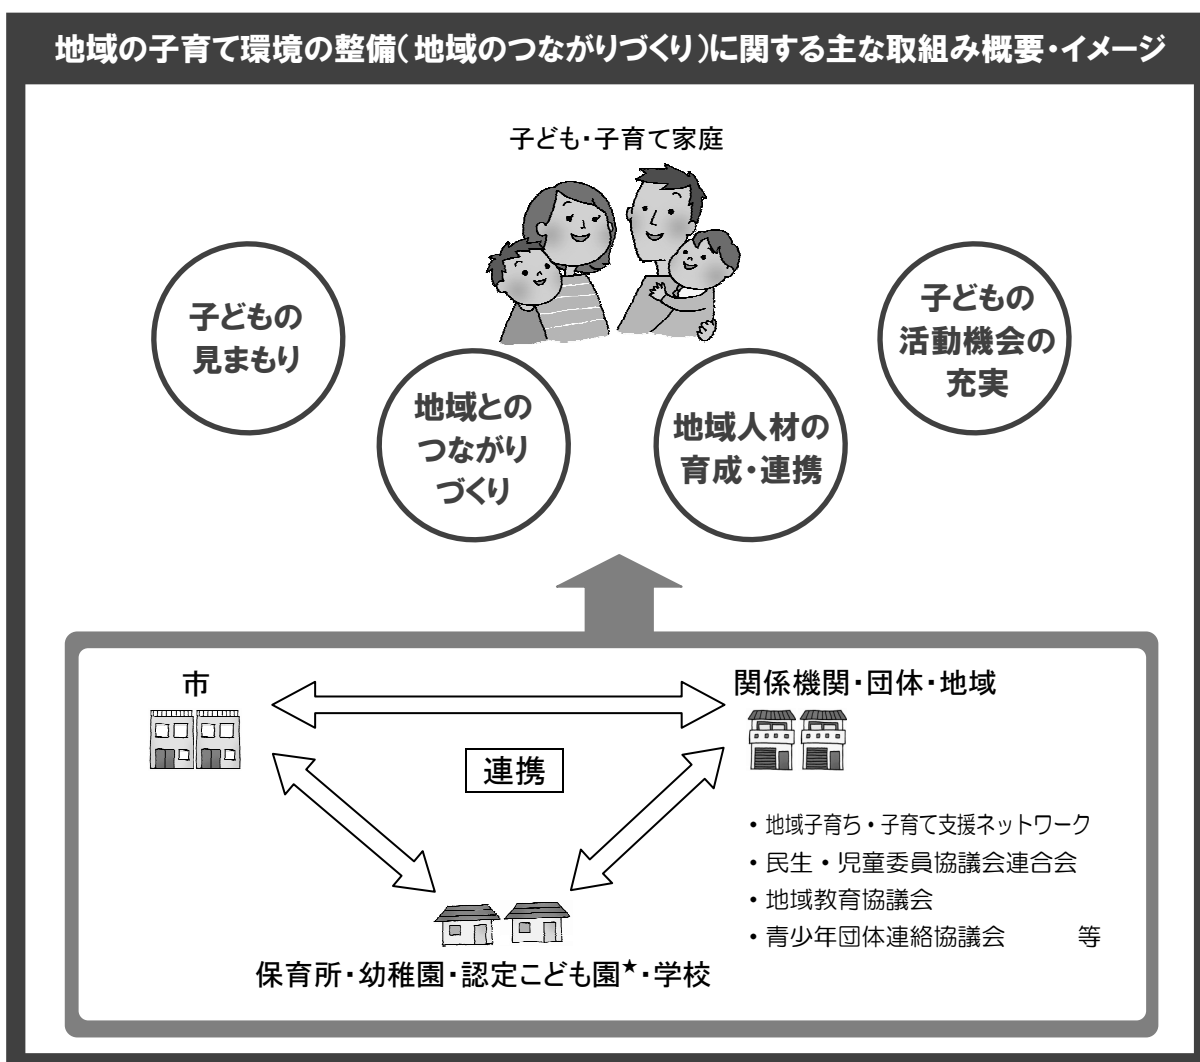 地域の子育て環境の整備(地域のつながりづくり)に関する主な取組み概要・イメージ
子ども・子育て家庭
子どもの
見まもり
地域との
つながり
づくり
地域人材の
育成・連携
子どもの
活動機会の
充実
市
関係機関・団体・地域
連携
・地域子育ち・子育て支援ネットワーク
・民生・児童委員協議会連合会
・地域教育協議会
・青少年団体連絡協議会 等
保育所・幼稚園・認定こども園★・学校